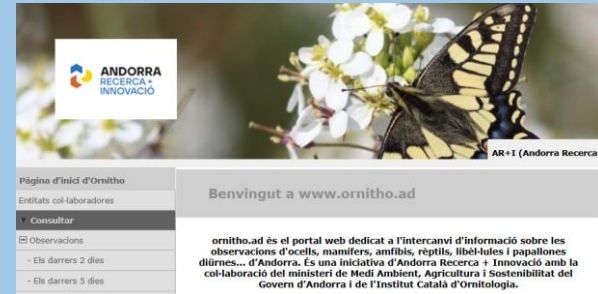 ANDORRA
RECERCA +
INNOVACIÓ
AR+I (Andorra Recerca
Pàgina d'inici d'Ornitho
Entitats col·laboradores
Consultar
Observacions
- Els darrers 2 dies
- Els darrers 5 dies
Benvingut a www.ornitho.ad
ornitho.ad és el portal web dedicat a l'intercanvi d'informació sobre les
observacions d'ocells, mamífers, amfibis, rèptils, libèl·lules i papallones
diürnes... d'Andorra. És una iniciativa d'Andorra Recerca + Innovació amb la
col·laboració del ministeri de Medi Ambient, Agricultura i Sostenibilitat del
Govern d'Andorra i de l'Institut Català d'Ornitologia.